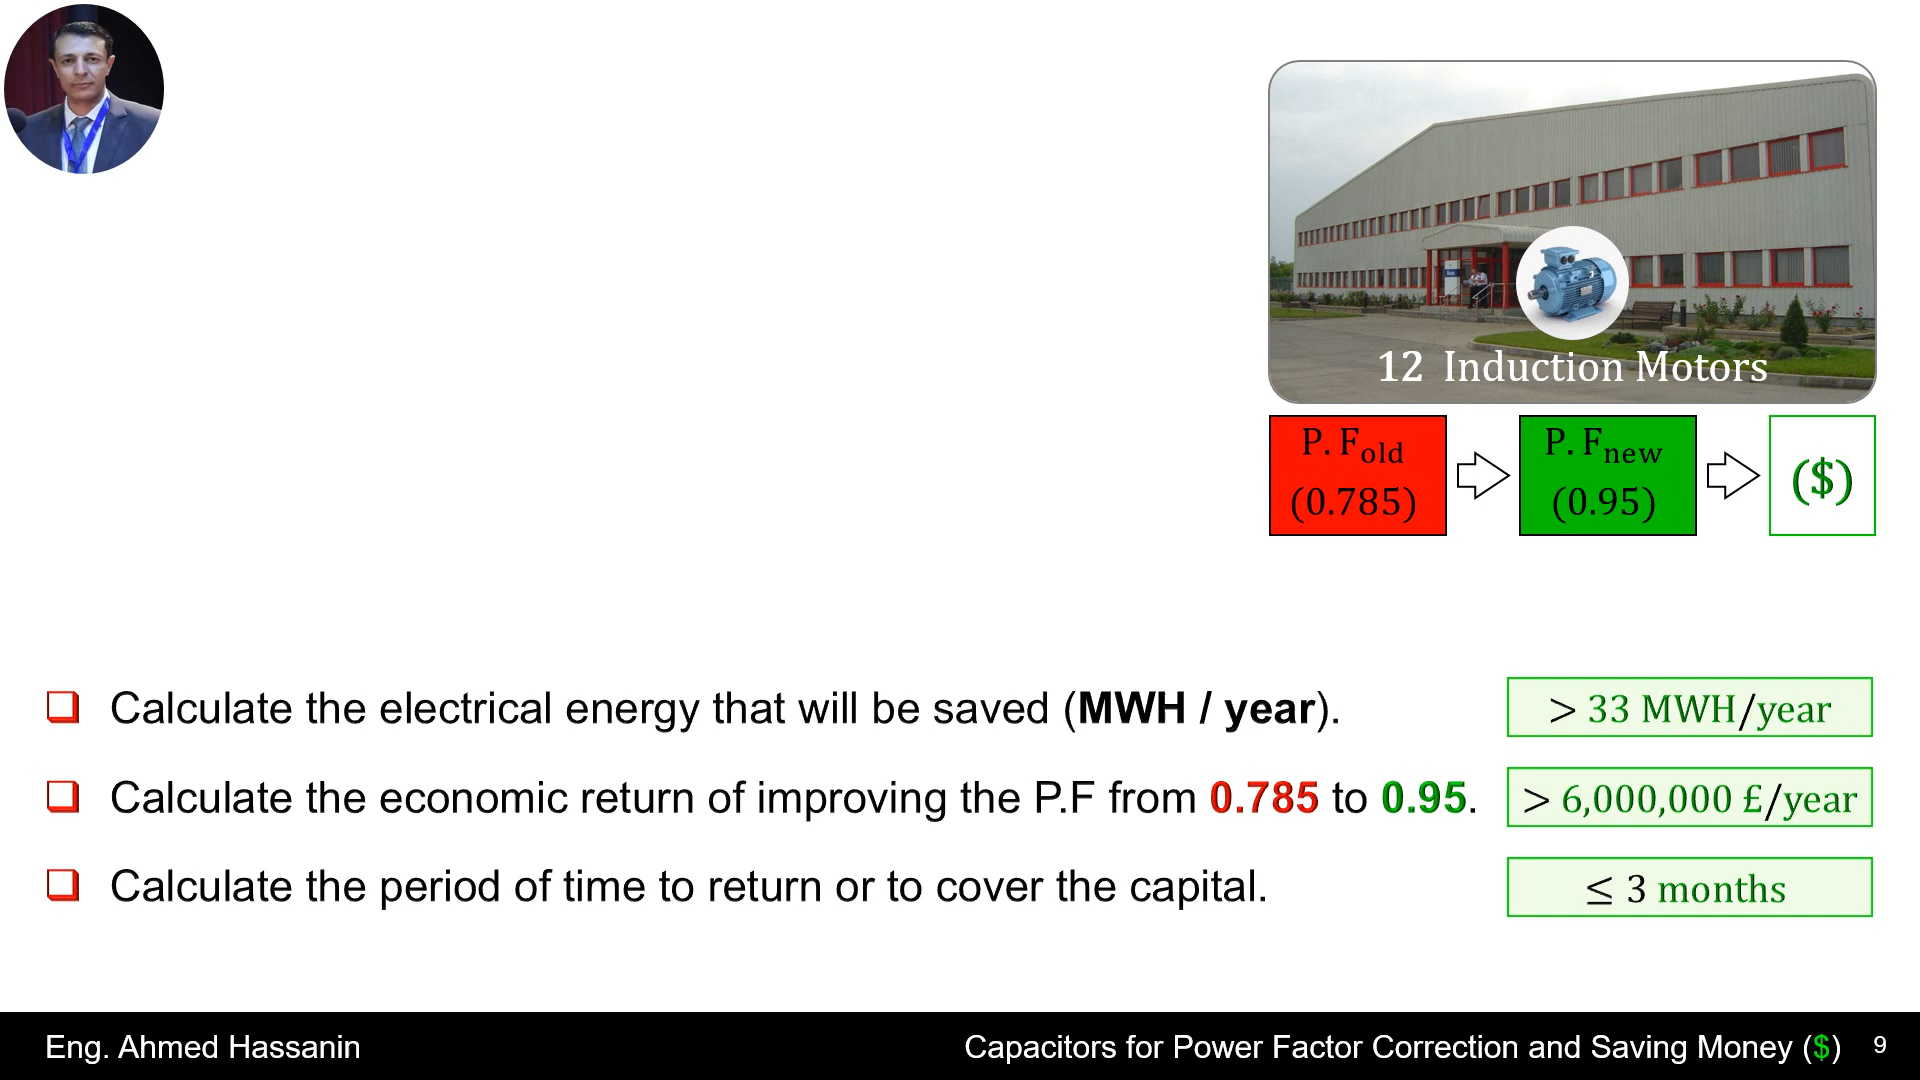 12 Induction Motors
P. Fold
(0.785)
P. Fnew
(0.95)
($)
Calculate the electrical energy that will be saved (MWH / year).
> 33 MWH/year
Calculate the economic return of improving the P.F from 0.785 to 0.95.
> 6,000,000 £/year
Calculate the period of time to return or to cover the capital.
≤ 3 months
Eng. Ahmed Hassanin
Capacitors for Power Factor Correction and Saving Money ($)
9